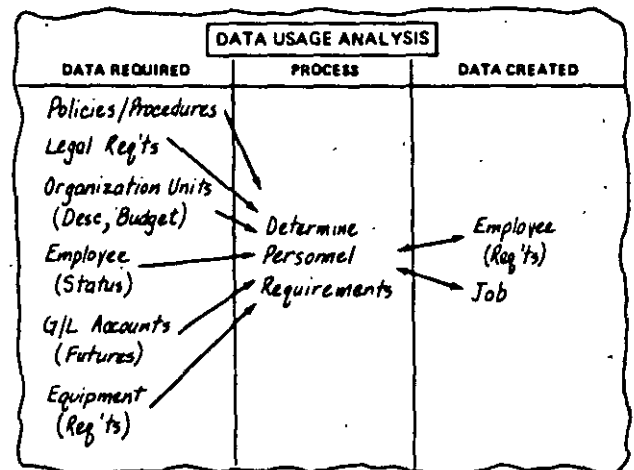 DATA USAGE ANALYSIS
DATA REQUIRED
PROCESS
DATA CREATED
Policies/Procedures
Legal Req'ts
Organization Units
(Desc, Budget)
Employee
(Status)
G/L Accounts
(Futures)
Equipment
(Req'ts)
Determine
Personnel
Requirements
Employee
(Req'ts)
Job